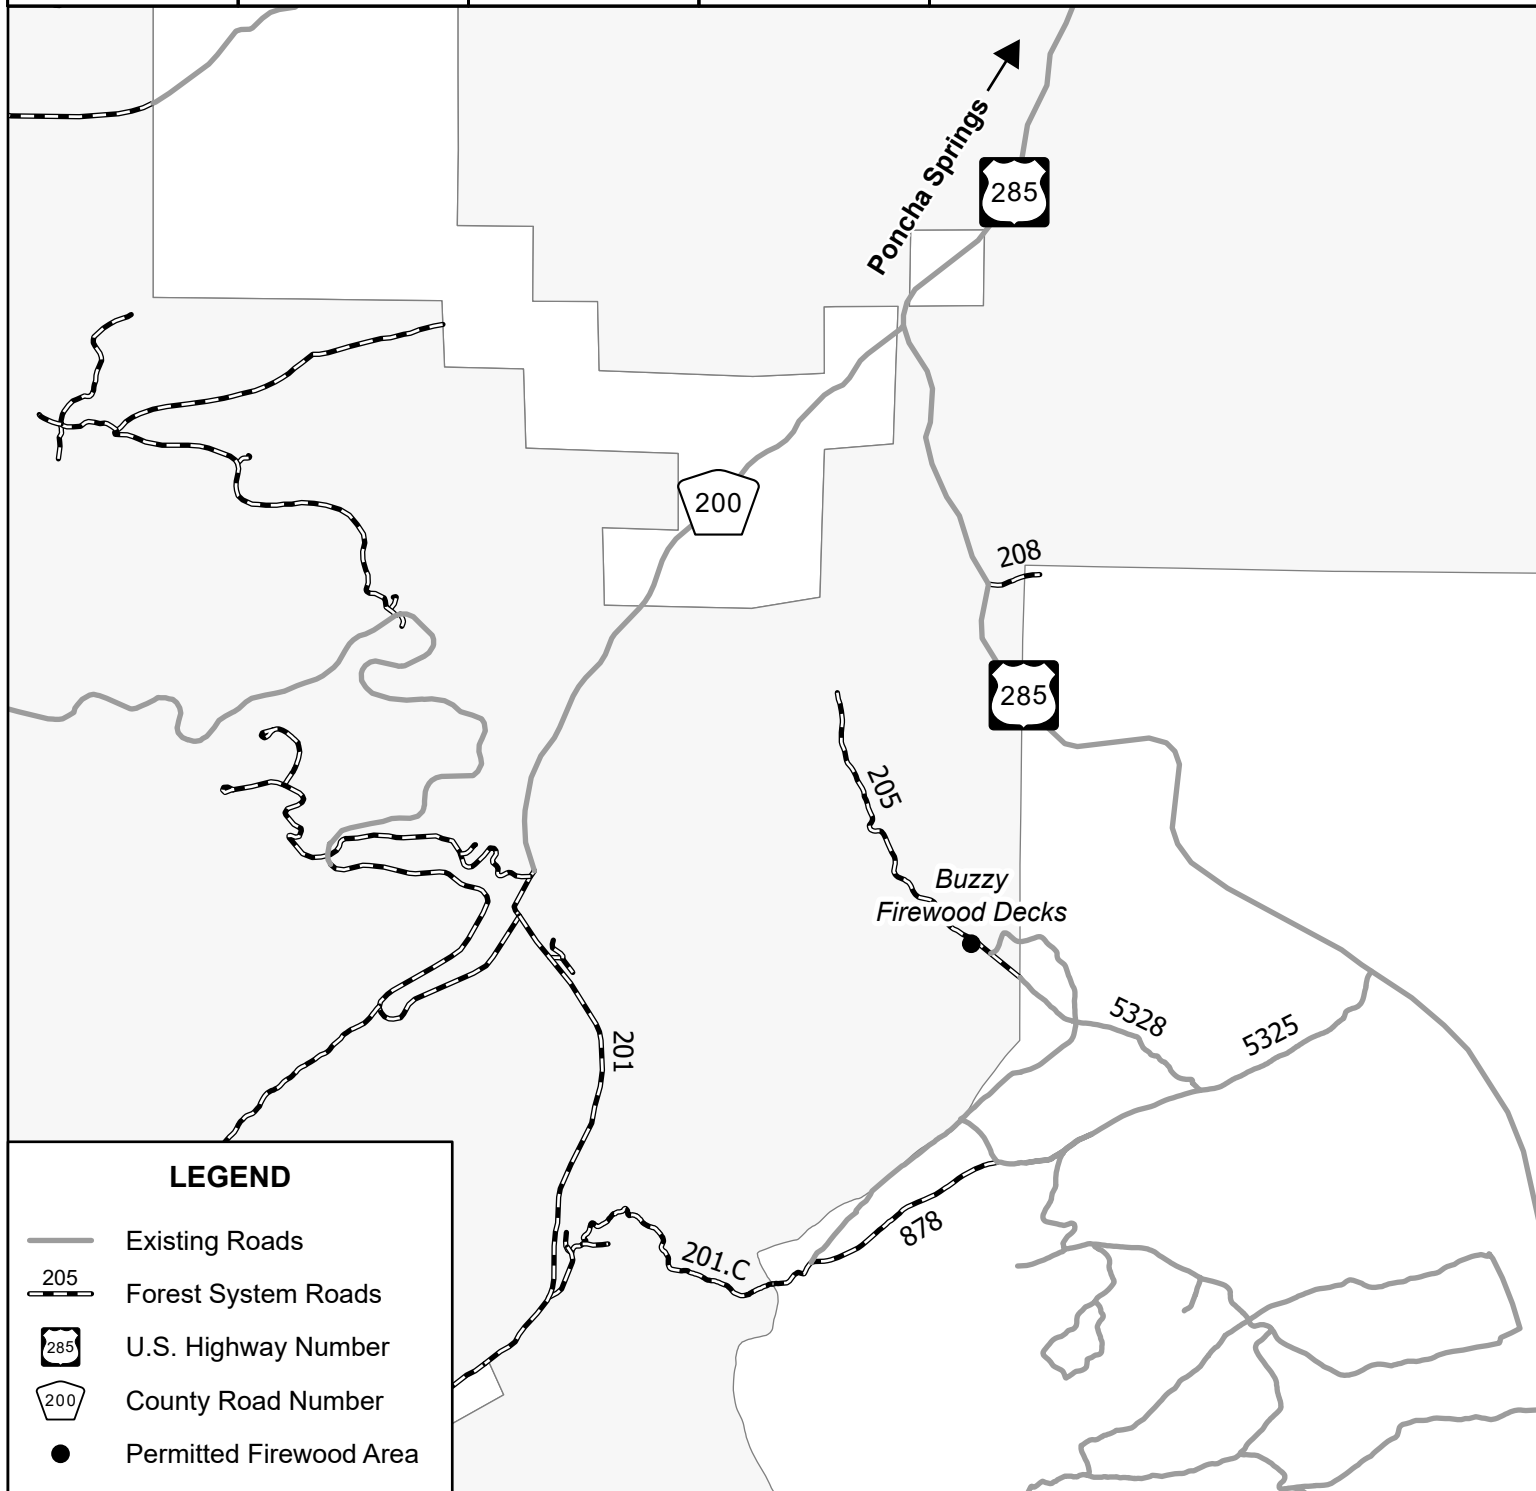 Poncha Springs
285
200
208
285
205
Buzzy
Firewood Decks
5328
5325
201
878
201.C
LEGEND
Existing Roads
205
Forest System Roads
285
U.S. Highway Number
200
County Road Number
Permitted Firewood Area